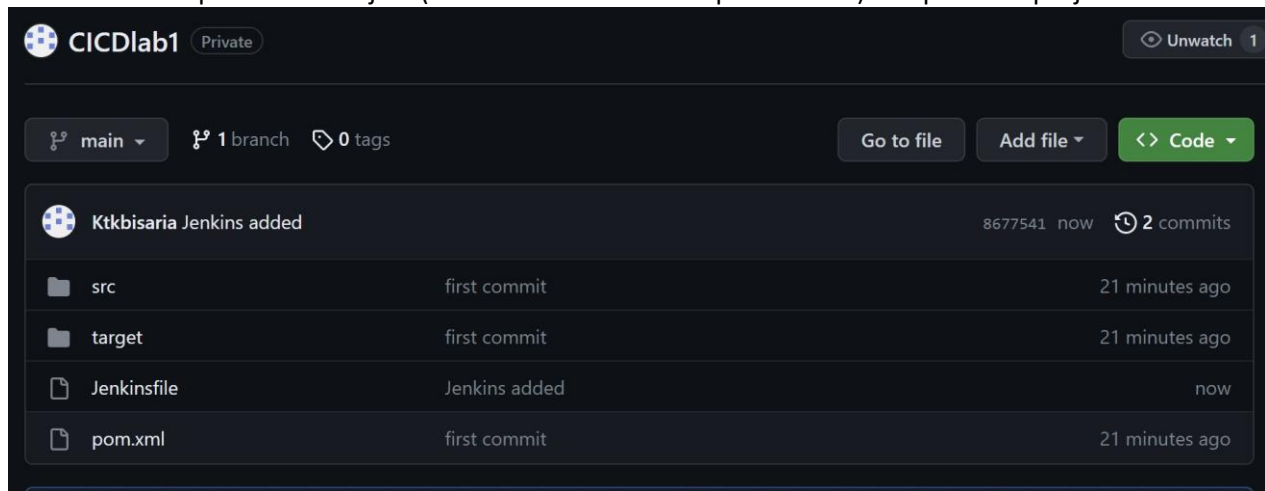 CICDlab1 Private Unwatch 1
main 1 branch 0 tags Go to file Add file <> Code
Ktkbisaria Jenkins added 8677541 now 2 commits
src first commit 21 minutes ago
target first commit 21 minutes ago
Jenkinsfile Jenkins added now
pom.xml first commit 21 minutes ago